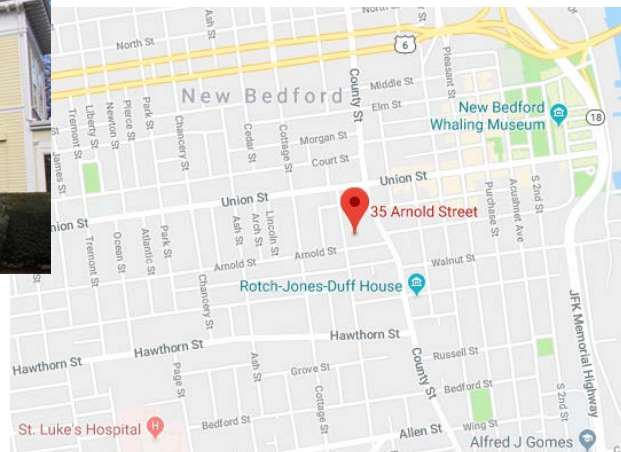 North St
North St
Ash St
6
Pleasant St
Dr
County St
Middle St
Elm St
New Bedford
New Bedford
Whaling Museum
18
Tremont St
Liberty St
Newton St
Pierce St
Park St
Chancery St
Cedar St
Cottage St
Morgan St
Court St
James St
Union St
Union St
Purchase St
Acushnet Ave
S 2nd St
35 Arnold Street
nion St
Tremont St
Ocean St
Atlantic St
Park St
Ash St
Arch St
Lincoln St
Arnold St
Arnold St
Walnut St
Chancery St
Rotch-Jones-Duff House
JFK Memorial Highway
Hawthorn St
Hawthorn St
Hawthorn St
Page St
Ash St
Grove St
Cottage St
County St
Russell St
Bedford St
S 2nd St
St. Luke's Hospital
H
Bedford St
Allen St
Wing St
Alfred J Gomes